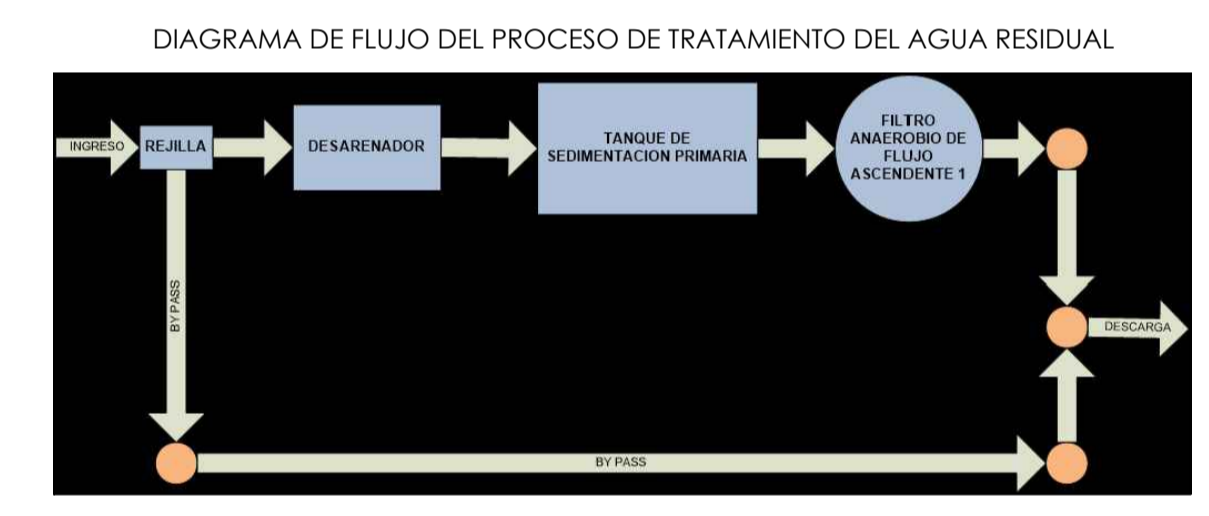 DIAGRAMA DE FLUJO DEL PROCESO DE TRATAMIENTO DEL AGUA RESIDUAL
INGRESO
REJILLA
DESARENADOR
TANQUE DE
SEDIMENTACION PRIMARIA
FILTRO
ANAEROBIO DE
FLUJO
ASCENDENTE 1
BY PASS
DESCARGA
BY PASS